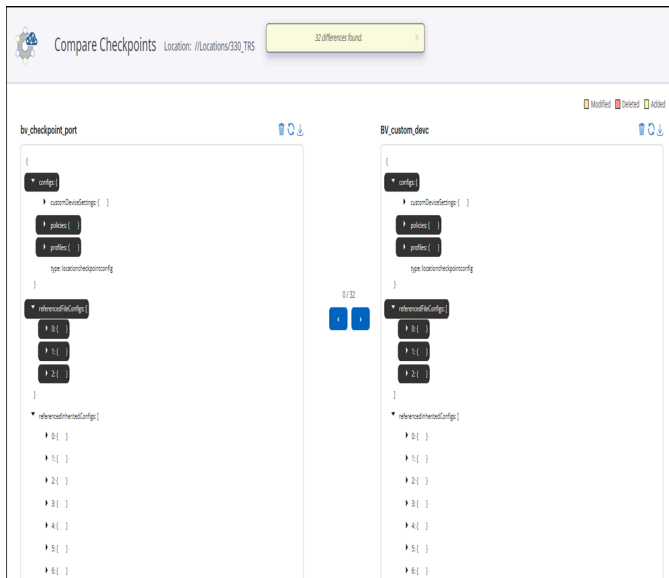 Compare Checkpoints Location: //Locations/330_TRS
32 differences found. ×
Modified Deleted Added
bv_checkpoint_port
{
configs: {
customDeviceSettings: { }
policies: { }
profiles: { }
type: locationcheckpointconfig
}
referencedFileConfigs: [
0: { }
1: { }
2: { }
]
referencedInheritedConfigs: [
0: { }
1: { }
2: { }
3: { }
4: { }
5: { }
6: { }
0 / 32
‹ ›
BV_custom_devc
{
configs: {
customDeviceSettings: { }
policies: { }
profiles: { }
type: locationcheckpointconfig
}
referencedFileConfigs: [
0: { }
1: { }
2: { }
]
referencedInheritedConfigs: [
0: { }
1: { }
2: { }
3: { }
4: { }
5: { }
6: { }